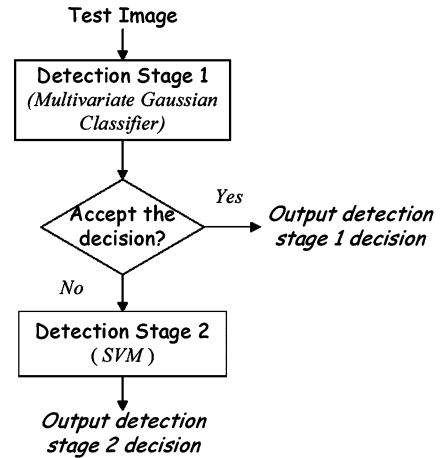 Test Image
Detection Stage 1
(Multivariate Gaussian
Classifier)
Accept the
decision?
Yes
Output detection
stage 1 decision
No
Detection Stage 2
( SVM )
Output detection
stage 2 decision